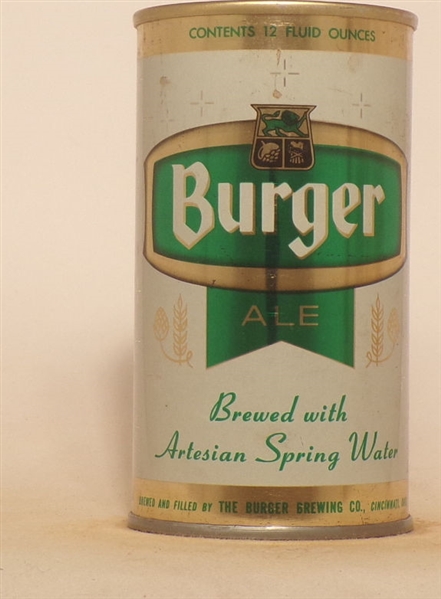 CONTENTS 12 FLUID OUNCES
Burger
ALE
Brewed with
Artesian Spring Water
BREWED AND FILLED BY THE BURGER BREWING CO., CINCINNATI,